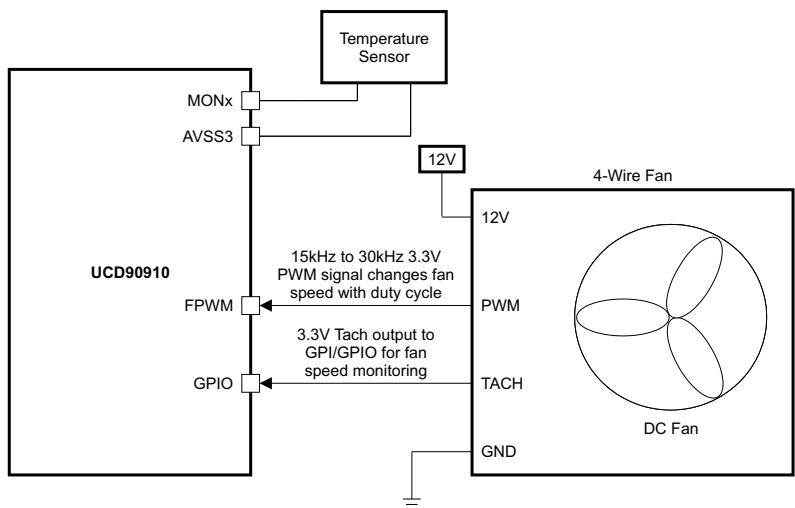 Temperature
Sensor
MONx
AVSS3
12V
4-Wire Fan
12V
UCD90910
15kHz to 30kHz 3.3V
PWM signal changes fan
speed with duty cycle
FPWM
PWM
3.3V Tach output to
GPI/GPIO for fan
speed monitoring
GPIO
TACH
DC Fan
GND